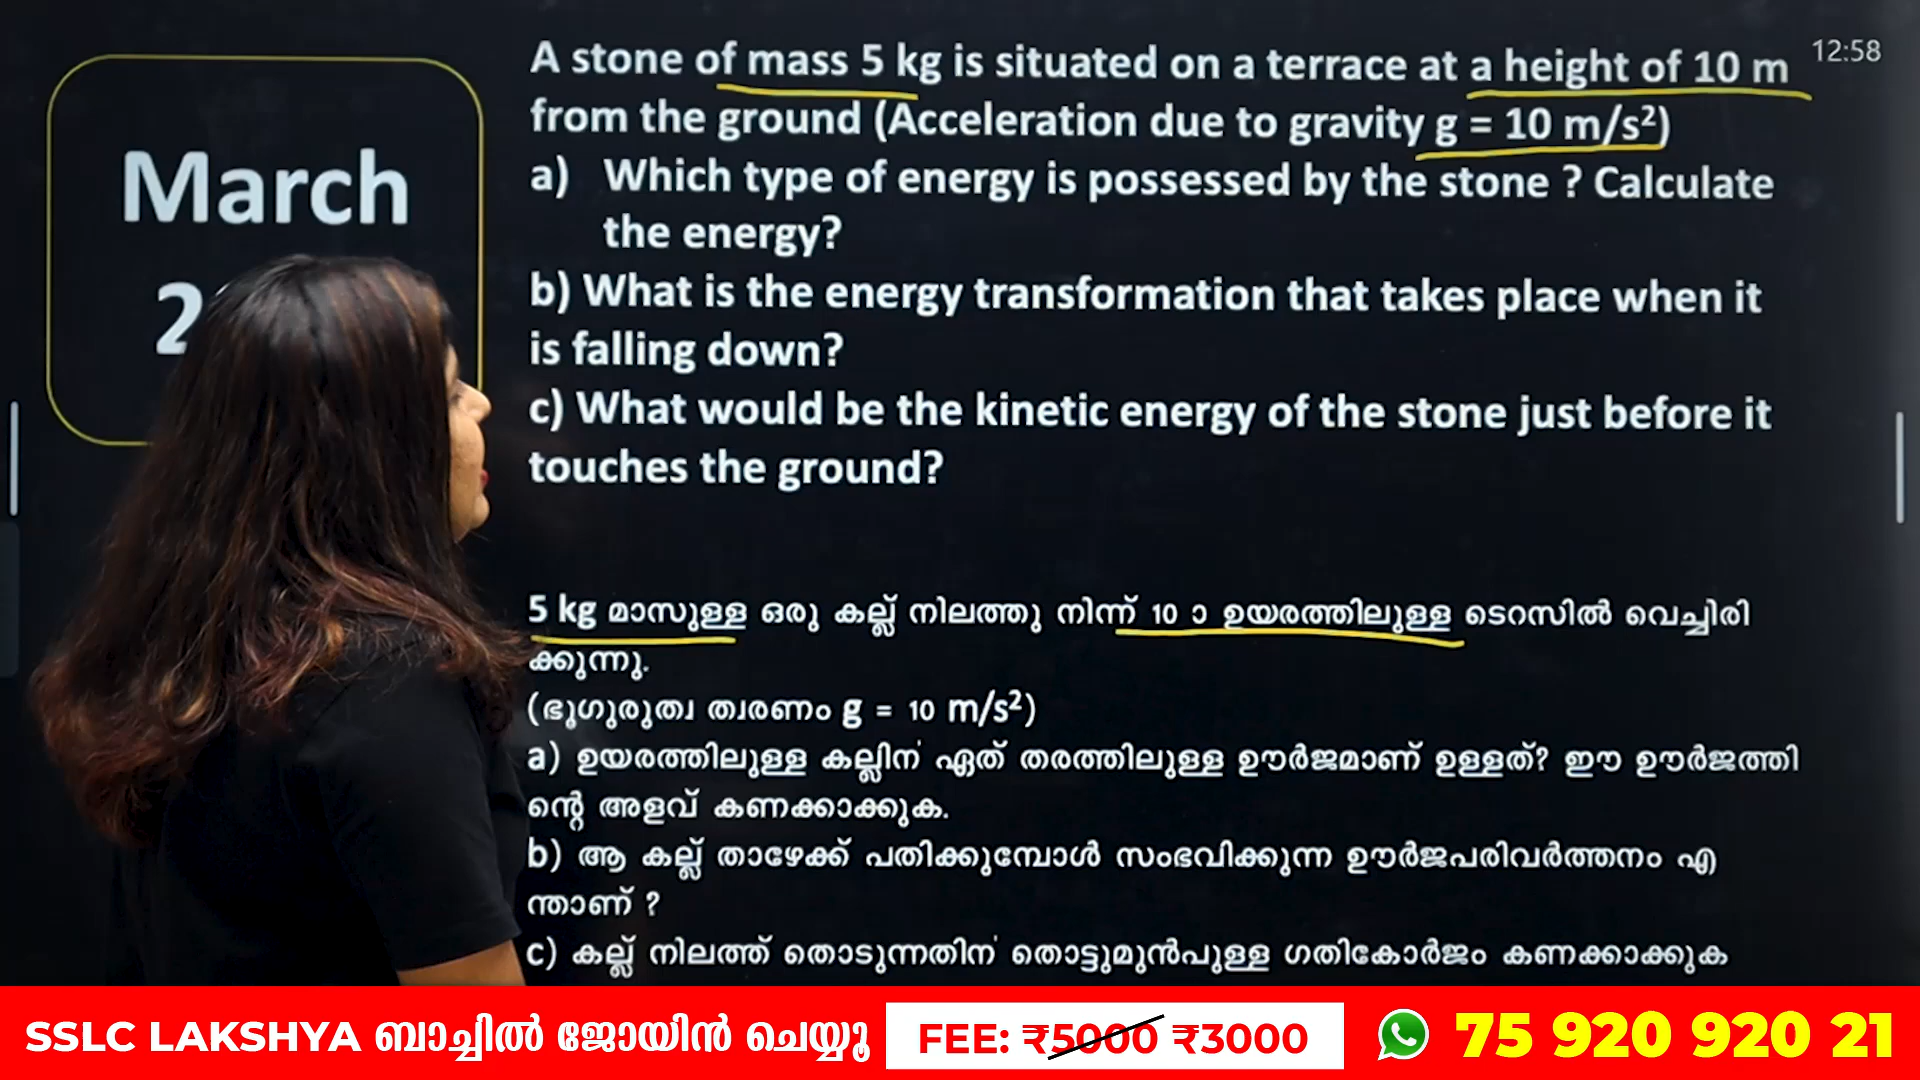 12:58
March
2
A stone of mass 5 kg is situated on a terrace at a height of 10 m
from the ground (Acceleration due to gravity g = 10 m/s²)
a) Which type of energy is possessed by the stone ? Calculate
the energy?
b) What is the energy transformation that takes place when it
is falling down?
c) What would be the kinetic energy of the stone just before it
touches the ground?
5 kg മാസുള്ള ഒരു കല്ല് നിലത്തു നിന്ന് 10 ാ ഉയരത്തിലുള്ള ടെറസിൽ വെച്ചിരി
ക്കുന്നു.
(ഭൂഗുരുത്വ ത്വരണം g = 10 m/s²)
a) ഉയരത്തിലുള്ള കല്ലിന് ഏത് തരത്തിലുള്ള ഊർജമാണ് ഉള്ളത്? ഈ ഊർജത്തി
ന്റെ അളവ് കണക്കാക്കുക.
b) ആ കല്ല് താഴേക്ക് പതിക്കുമ്പോൾ സംഭവിക്കുന്ന ഊർജപരിവർത്തനം എ
ന്താണ് ?
c) കല്ല് നിലത്ത് തൊടുന്നതിന് തൊട്ടുമുൻപുള്ള ഗതികോർജം കണക്കാക്കുക
SSLC LAKSHYA ബാച്ചിൽ ജോയിൻ ചെയ്യൂ FEE: ₹5000 ₹3000 75 920 920 21